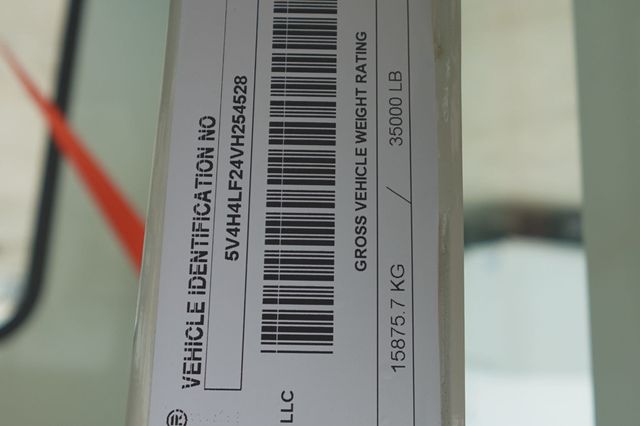 ®
VEHICLE IDENTIFICATION NO
5V4H4LF24VH254528
LLC
GROSS VEHICLE WEIGHT RATING
15875.7 KG / 35000 LB